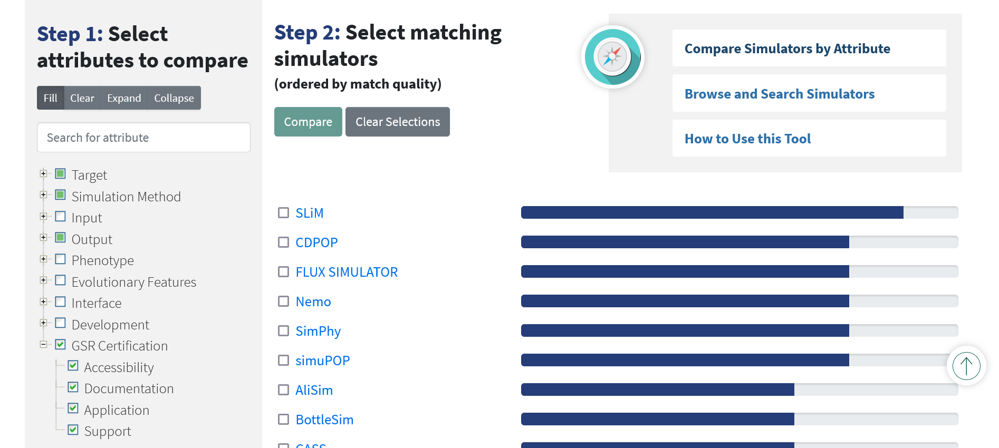 Step 1: Select
attributes to compare
Fill
Clear
Expand
Collapse
Search for attribute
Target
Simulation Method
Input
Output
Phenotype
Evolutionary Features
Interface
Development
GSR Certification
Accessibility
Documentation
Application
Support
Step 2: Select matching
simulators
(ordered by match quality)
Compare
Clear Selections
Compare Simulators by Attribute
Browse and Search Simulators
How to Use this Tool
SLiM
CDPOP
FLUX SIMULATOR
Nemo
SimPhy
simuPOP
AliSim
BottleSim
CASS